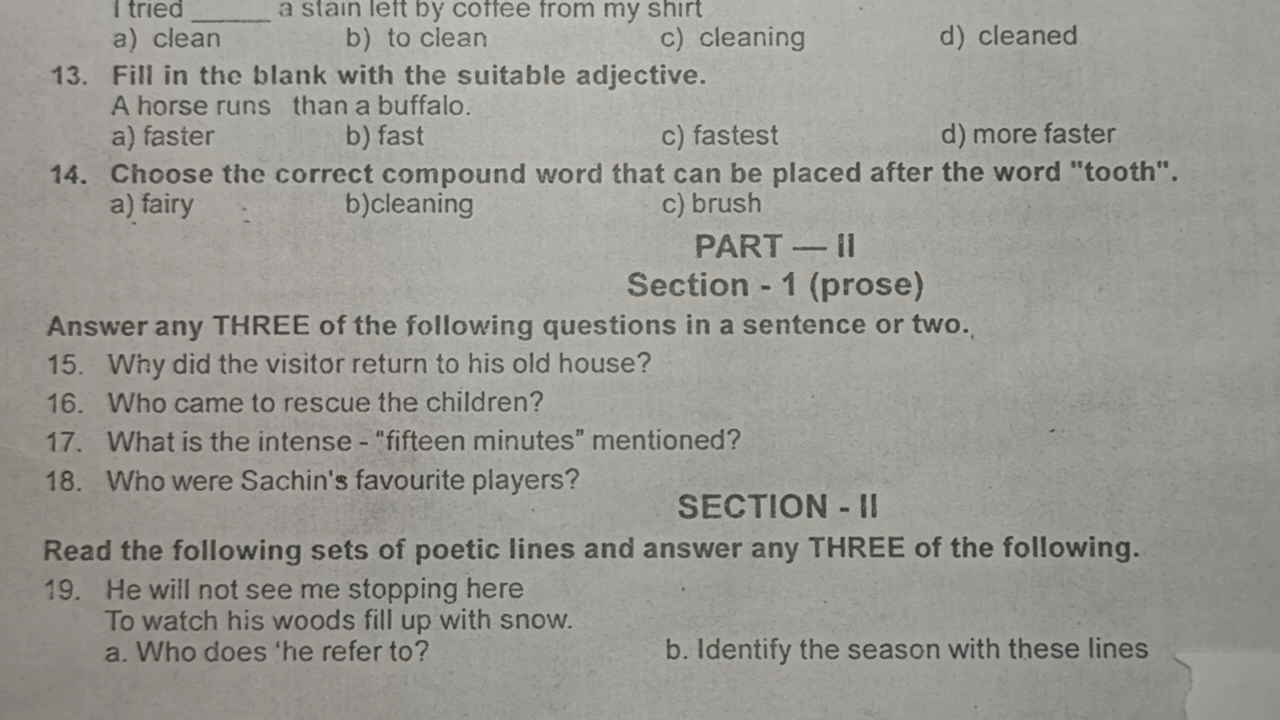 I tried ______ a stain left by coffee from my shirt
a) clean b) to clean c) cleaning d) cleaned
13. Fill in the blank with the suitable adjective.
A horse runs than a buffalo.
a) faster b) fast c) fastest d) more faster
14. Choose the correct compound word that can be placed after the word "tooth".
a) fairy b)cleaning c) brush
PART — II
Section - 1 (prose)
Answer any THREE of the following questions in a sentence or two.
15. Why did the visitor return to his old house?
16. Who came to rescue the children?
17. What is the intense - “fifteen minutes” mentioned?
18. Who were Sachin's favourite players?
SECTION - II
Read the following sets of poetic lines and answer any THREE of the following.
19. He will not see me stopping here
To watch his woods fill up with snow.
a. Who does ‘he refer to? b. Identify the season with these lines